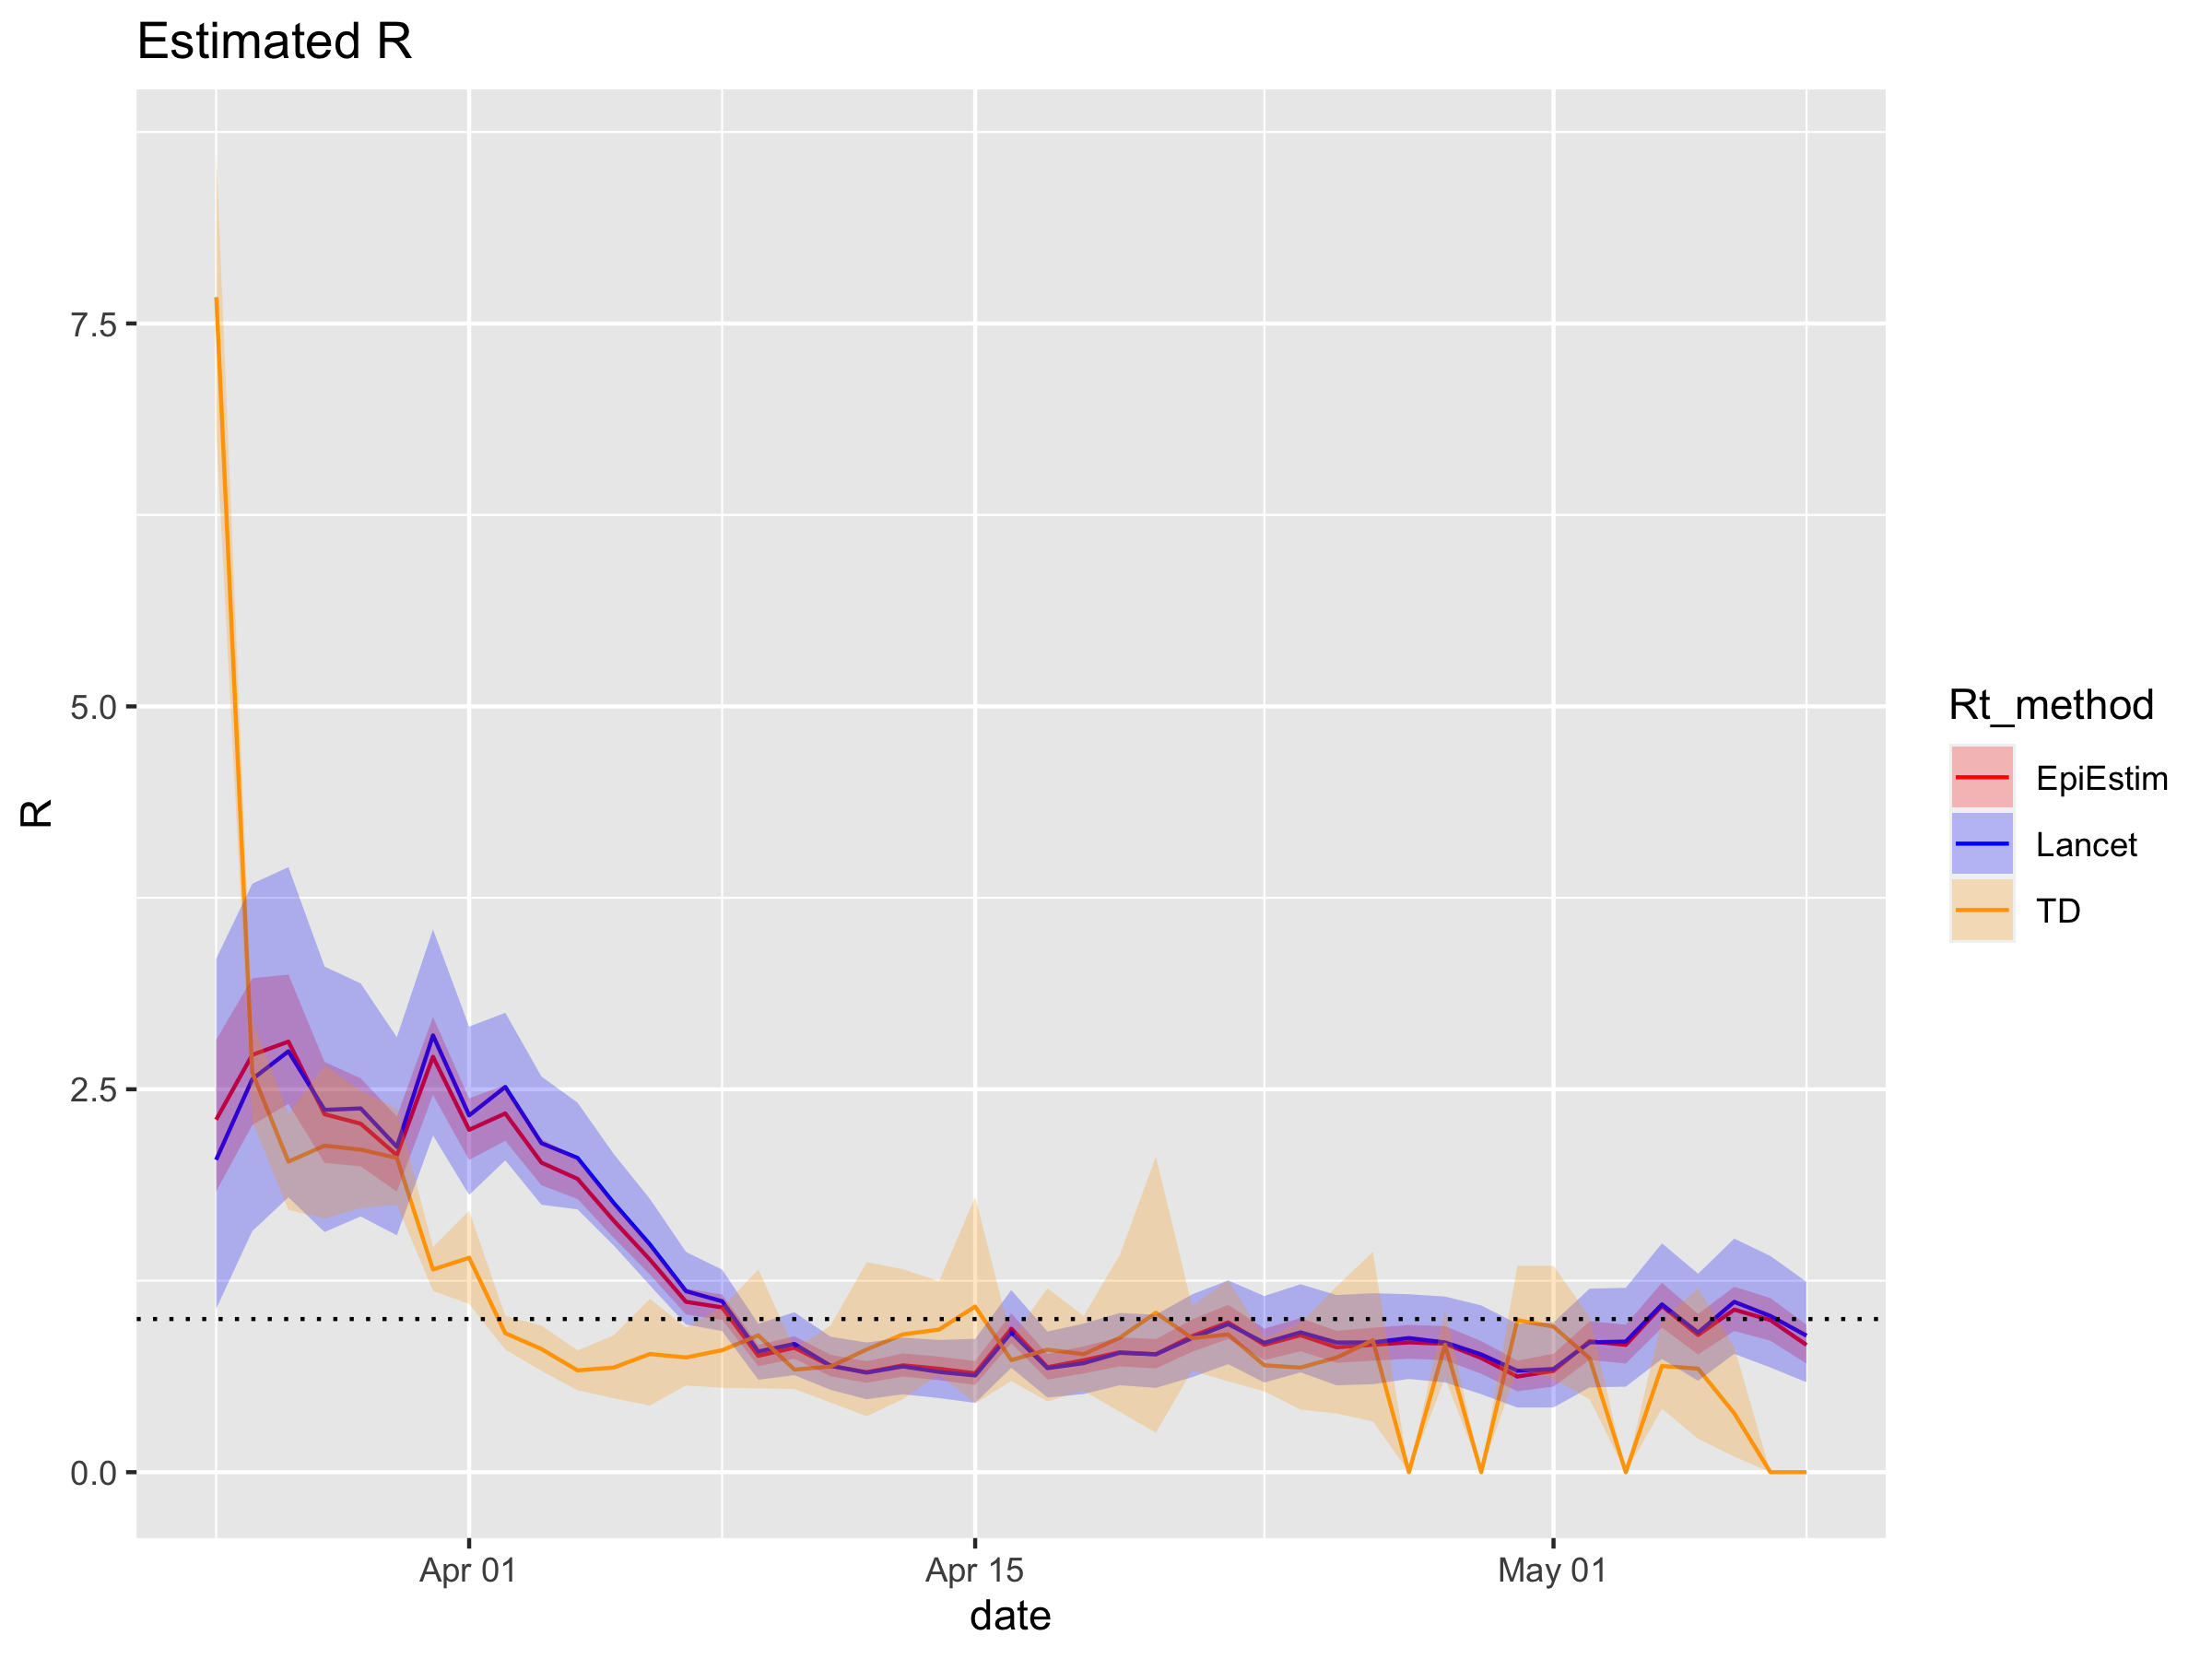 Estimated R
7.5
5.0
2.5
0.0
R
Apr 01
Apr 15
May 01
date
Rt_method
EpiEstim
Lancet
TD